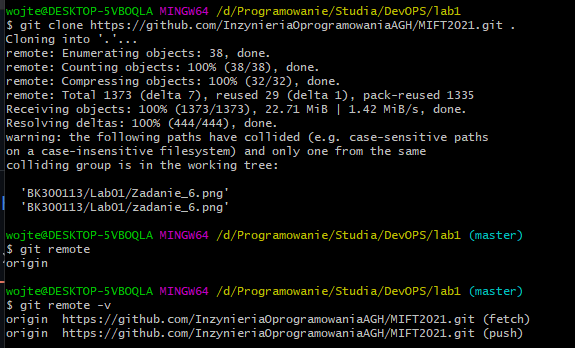 wojte@DESKTOP-5VBOQLA MINGW64 /d/Programowanie/Studia/DevOPS/lab1
$ git clone https://github.com/InzynieriaOprogramowaniaAGH/MIFT2021.git .
Cloning into '.'...
remote: Enumerating objects: 38, done.
remote: Counting objects: 100% (38/38), done.
remote: Compressing objects: 100% (32/32), done.
remote: Total 1373 (delta 7), reused 29 (delta 1), pack-reused 1335
Receiving objects: 100% (1373/1373), 22.71 MiB | 1.42 MiB/s, done.
Resolving deltas: 100% (444/444), done.
warning: the following paths have collided (e.g. case-sensitive paths
on a case-insensitive filesystem) and only one from the same
colliding group is in the working tree:
'BK300113/Lab01/Zadanie_6.png'
'BK300113/Lab01/zadanie_6.png'
wojte@DESKTOP-5VBOQLA MINGW64 /d/Programowanie/Studia/DevOPS/lab1 (master)
$ git remote
origin
wojte@DESKTOP-5VBOQLA MINGW64 /d/Programowanie/Studia/DevOPS/lab1 (master)
$ git remote -v
origin  https://github.com/InzynieriaOprogramowaniaAGH/MIFT2021.git (fetch)
origin  https://github.com/InzynieriaOprogramowaniaAGH/MIFT2021.git (push)